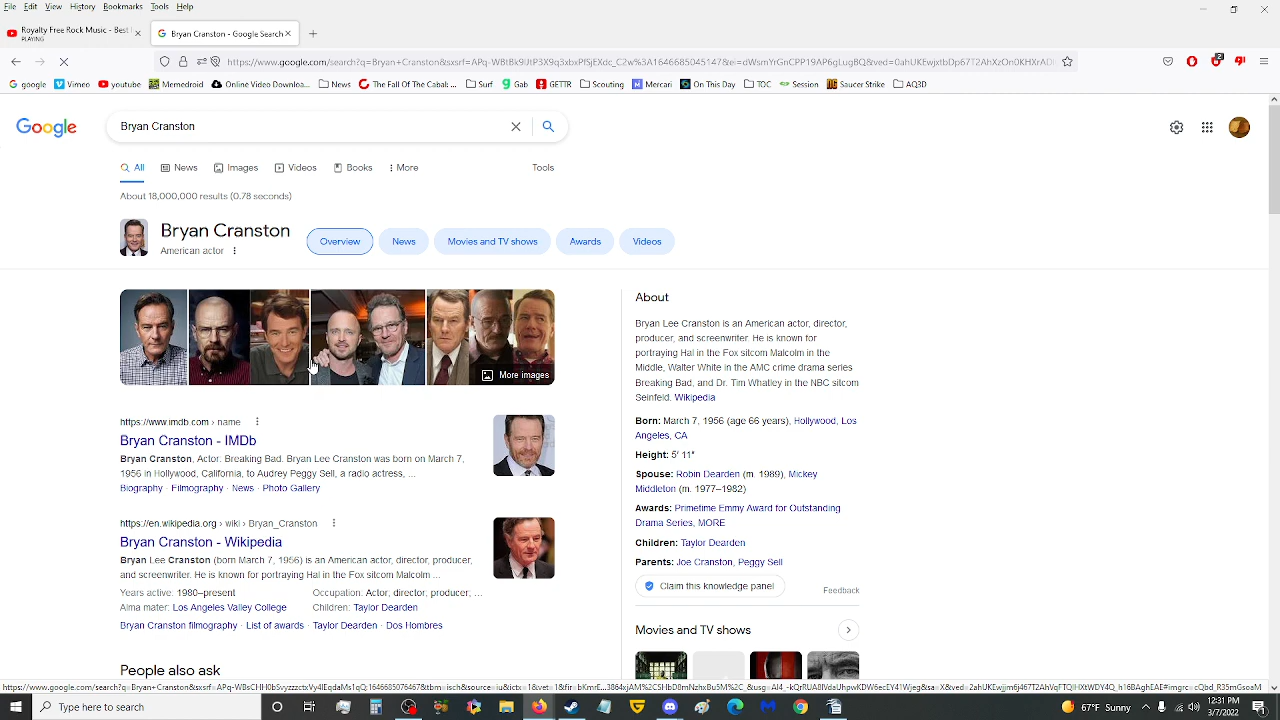 File Edit View History Bookmarks Tools Help
Royalty Free Rock Music - Best
PLAYING
Bryan Cranston - Google Search
Google
Bryan Cranston
google Vimeo youtube Memedroid Online Video Downloa... News The Fall Of The Cabal:... Surf Gab GETTR Scouting Mercari On This Day TOC Session Saucer Strike AQ3D
All News Images Videos Books More Tools
About 18,000,000 results (0.78 seconds)
Bryan Cranston
American actor
Overview News Movies and TV shows Awards Videos
More images
https://www.imdb.com › name
Bryan Cranston - IMDb
Bryan Cranston, Actor: Breaking Bad. Bryan Lee Cranston was born on March 7,
1956 in Hollywood, California, to Audrey Peggy Sell, a radio actress, ...
Biography · Filmography · News · Photo Gallery
https://en.wikipedia.org › wiki › Bryan_Cranston
Bryan Cranston - Wikipedia
Bryan Lee Cranston (born March 7, 1956) is an American actor, director, producer,
and screenwriter. He is known for portraying Hal in the Fox sitcom Malcolm ...
Years active: 1980–present Occupation: Actor, director, producer; ...
Alma mater: Los Angeles Valley College Children: Taylor Dearden
Bryan Cranston filmography · List of awards · Taylor Dearden · Dos Hombres
People also ask
About
Bryan Lee Cranston is an American actor, director,
producer, and screenwriter. He is known for
portraying Hal in the Fox sitcom Malcolm in the
Middle, Walter White in the AMC crime drama series
Breaking Bad, and Dr. Tim Whatley in the NBC sitcom
Seinfeld. Wikipedia
Born: March 7, 1956 (age 66 years), Hollywood, Los
Angeles, CA
Height: 5′ 11″
Spouse: Robin Dearden (m. 1989), Mickey
Middleton (m. 1977–1982)
Awards: Primetime Emmy Award for Outstanding
Drama Series, MORE
Children: Taylor Dearden
Parents: Joe Cranston, Peggy Sell
Claim this knowledge panel
Feedback
Movies and TV shows
Type here to search
67°F Sunny
12:31 PM
3/7/2022